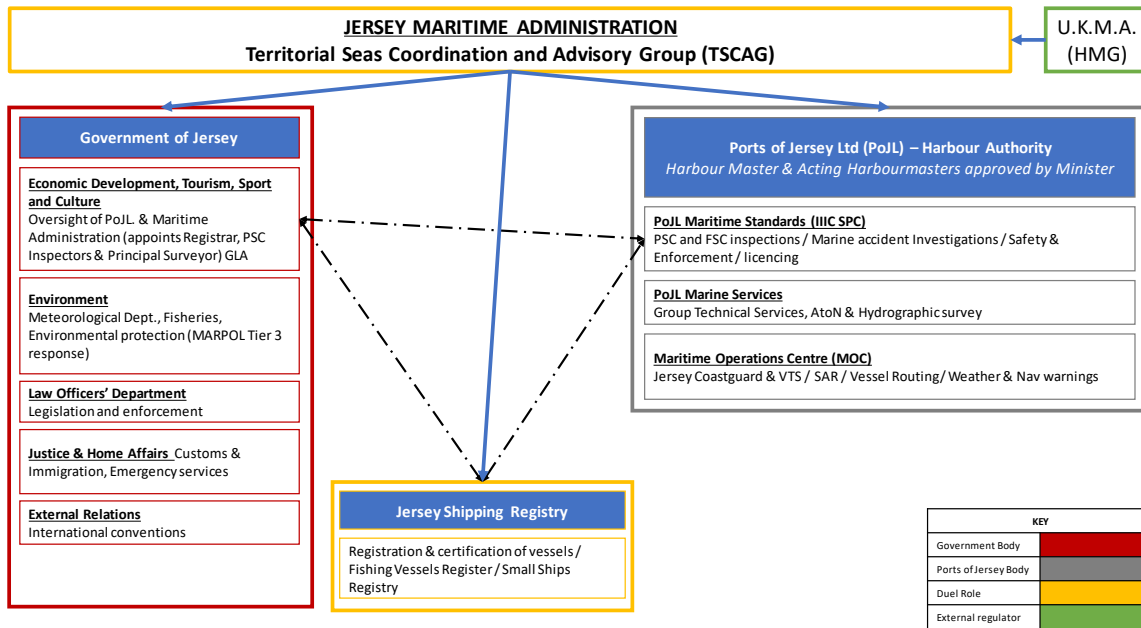 JERSEY MARITIME ADMINISTRATION
Territorial Seas Coordination and Advisory Group (TSCAG)
U.K.M.A.
(HMG)
Government of Jersey
Economic Development, Tourism, Sport
and Culture
Oversight of PoJL. & Maritime
Administration (appoints Registrar, PSC
Inspectors & Principal Surveyor) GLA
Environment
Meteorological Dept., Fisheries,
Environmental protection (MARPOL Tier 3
response)
Law Officers' Department
Legislation and enforcement
Justice & Home Affairs Customs &
Immigration, Emergency services
External Relations
International conventions
Ports of Jersey Ltd (PoJL) – Harbour Authority
Harbour Master & Acting Harbourmasters approved by Minister
PoJL Maritime Standards (IIIC SPC)
PSC and FSC inspections / Marine accident Investigations / Safety &
Enforcement / licencing
PoJL Marine Services
Group Technical Services, AtoN & Hydrographic survey
Maritime Operations Centre (MOC)
Jersey Coastguard & VTS / SAR / Vessel Routing/ Weather & Nav warnings
Jersey Shipping Registry
Registration & certification of vessels /
Fishing Vessels Register / Small Ships
Registry
KEY
Government Body
Ports of Jersey Body
Duel Role
External regulator